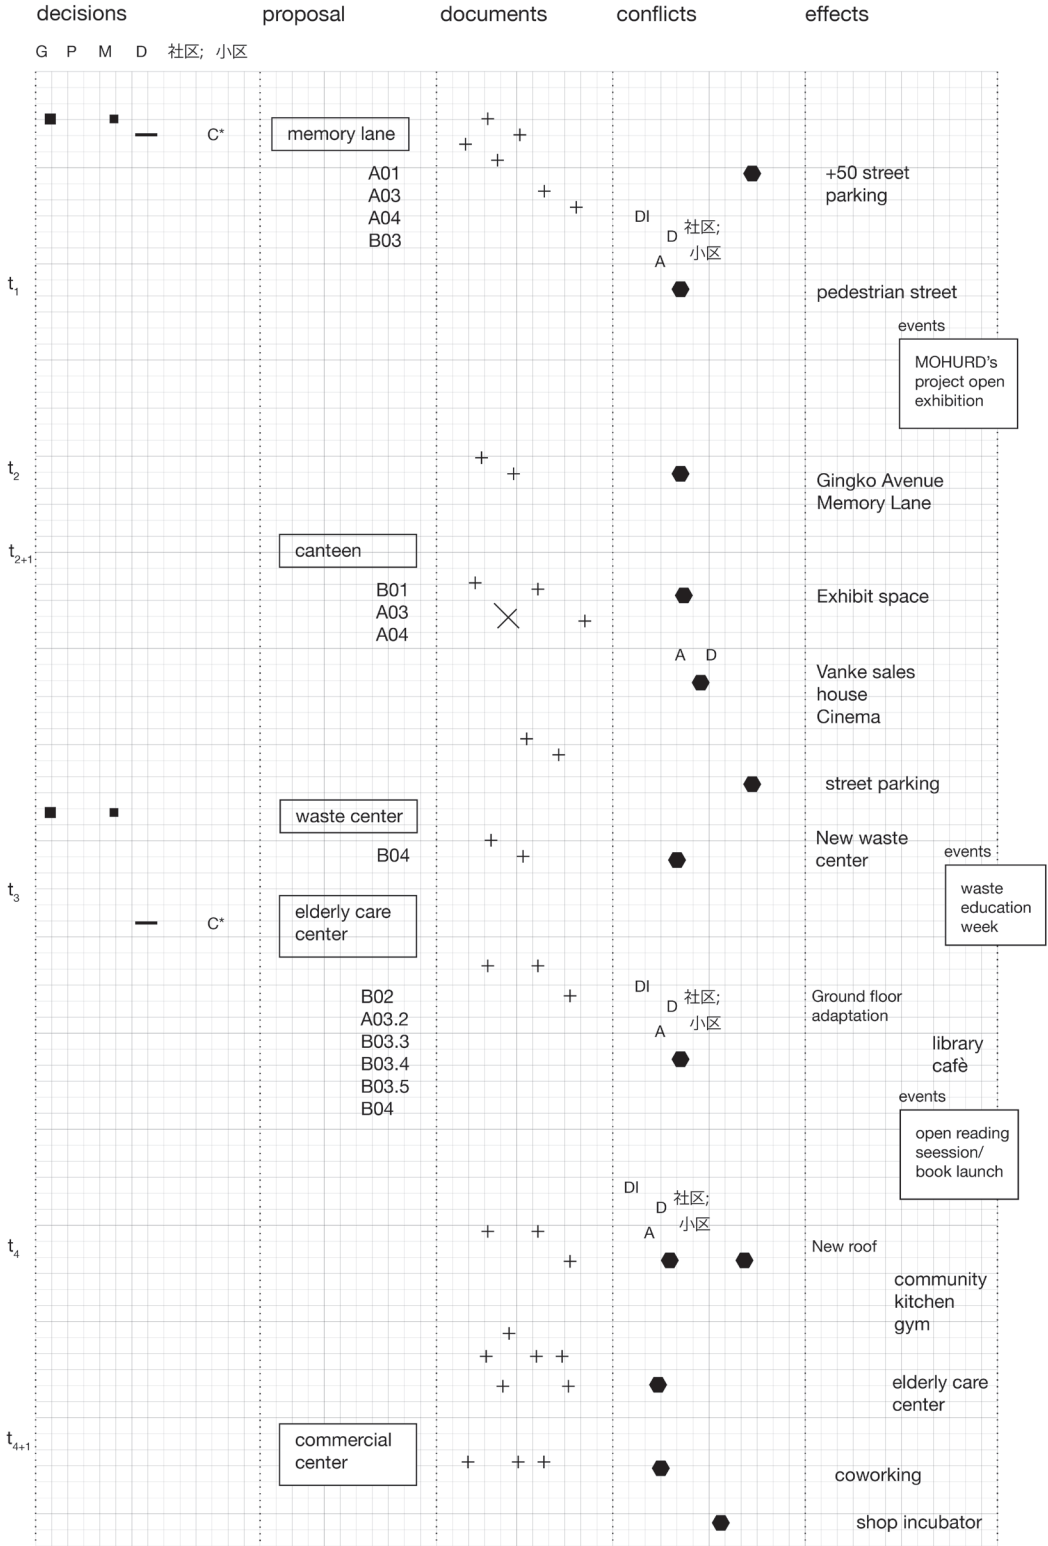 decisions proposal documents conflicts effects
G P M D 社区; 小区
C* memory lane
A01 +50 street
A03 parking
A04 DI
社区;
D
B03 小区
A
t1 pedestrian street
events
MOHURD's
project open
exhibition
t2 Gingko Avenue
Memory Lane
t2+1 canteen
B01 Exhibit space
A03
A04
A D
Vanke sales
house
Cinema
street parking
waste center
New waste
B04 center
events
t3 waste
education
week
C* elderly care
center
DI
B02 社区; Ground floor
D
A03.2 小区 adaptation
A
B03.3 library
B03.4 cafè
B03.5
B04
events
open reading
seession/
book launch
DI
社区;
D
小区
A
t4 New roof
community
kitchen
gym
elderly care
center
t4+1 commercial
center
coworking
shop incubator